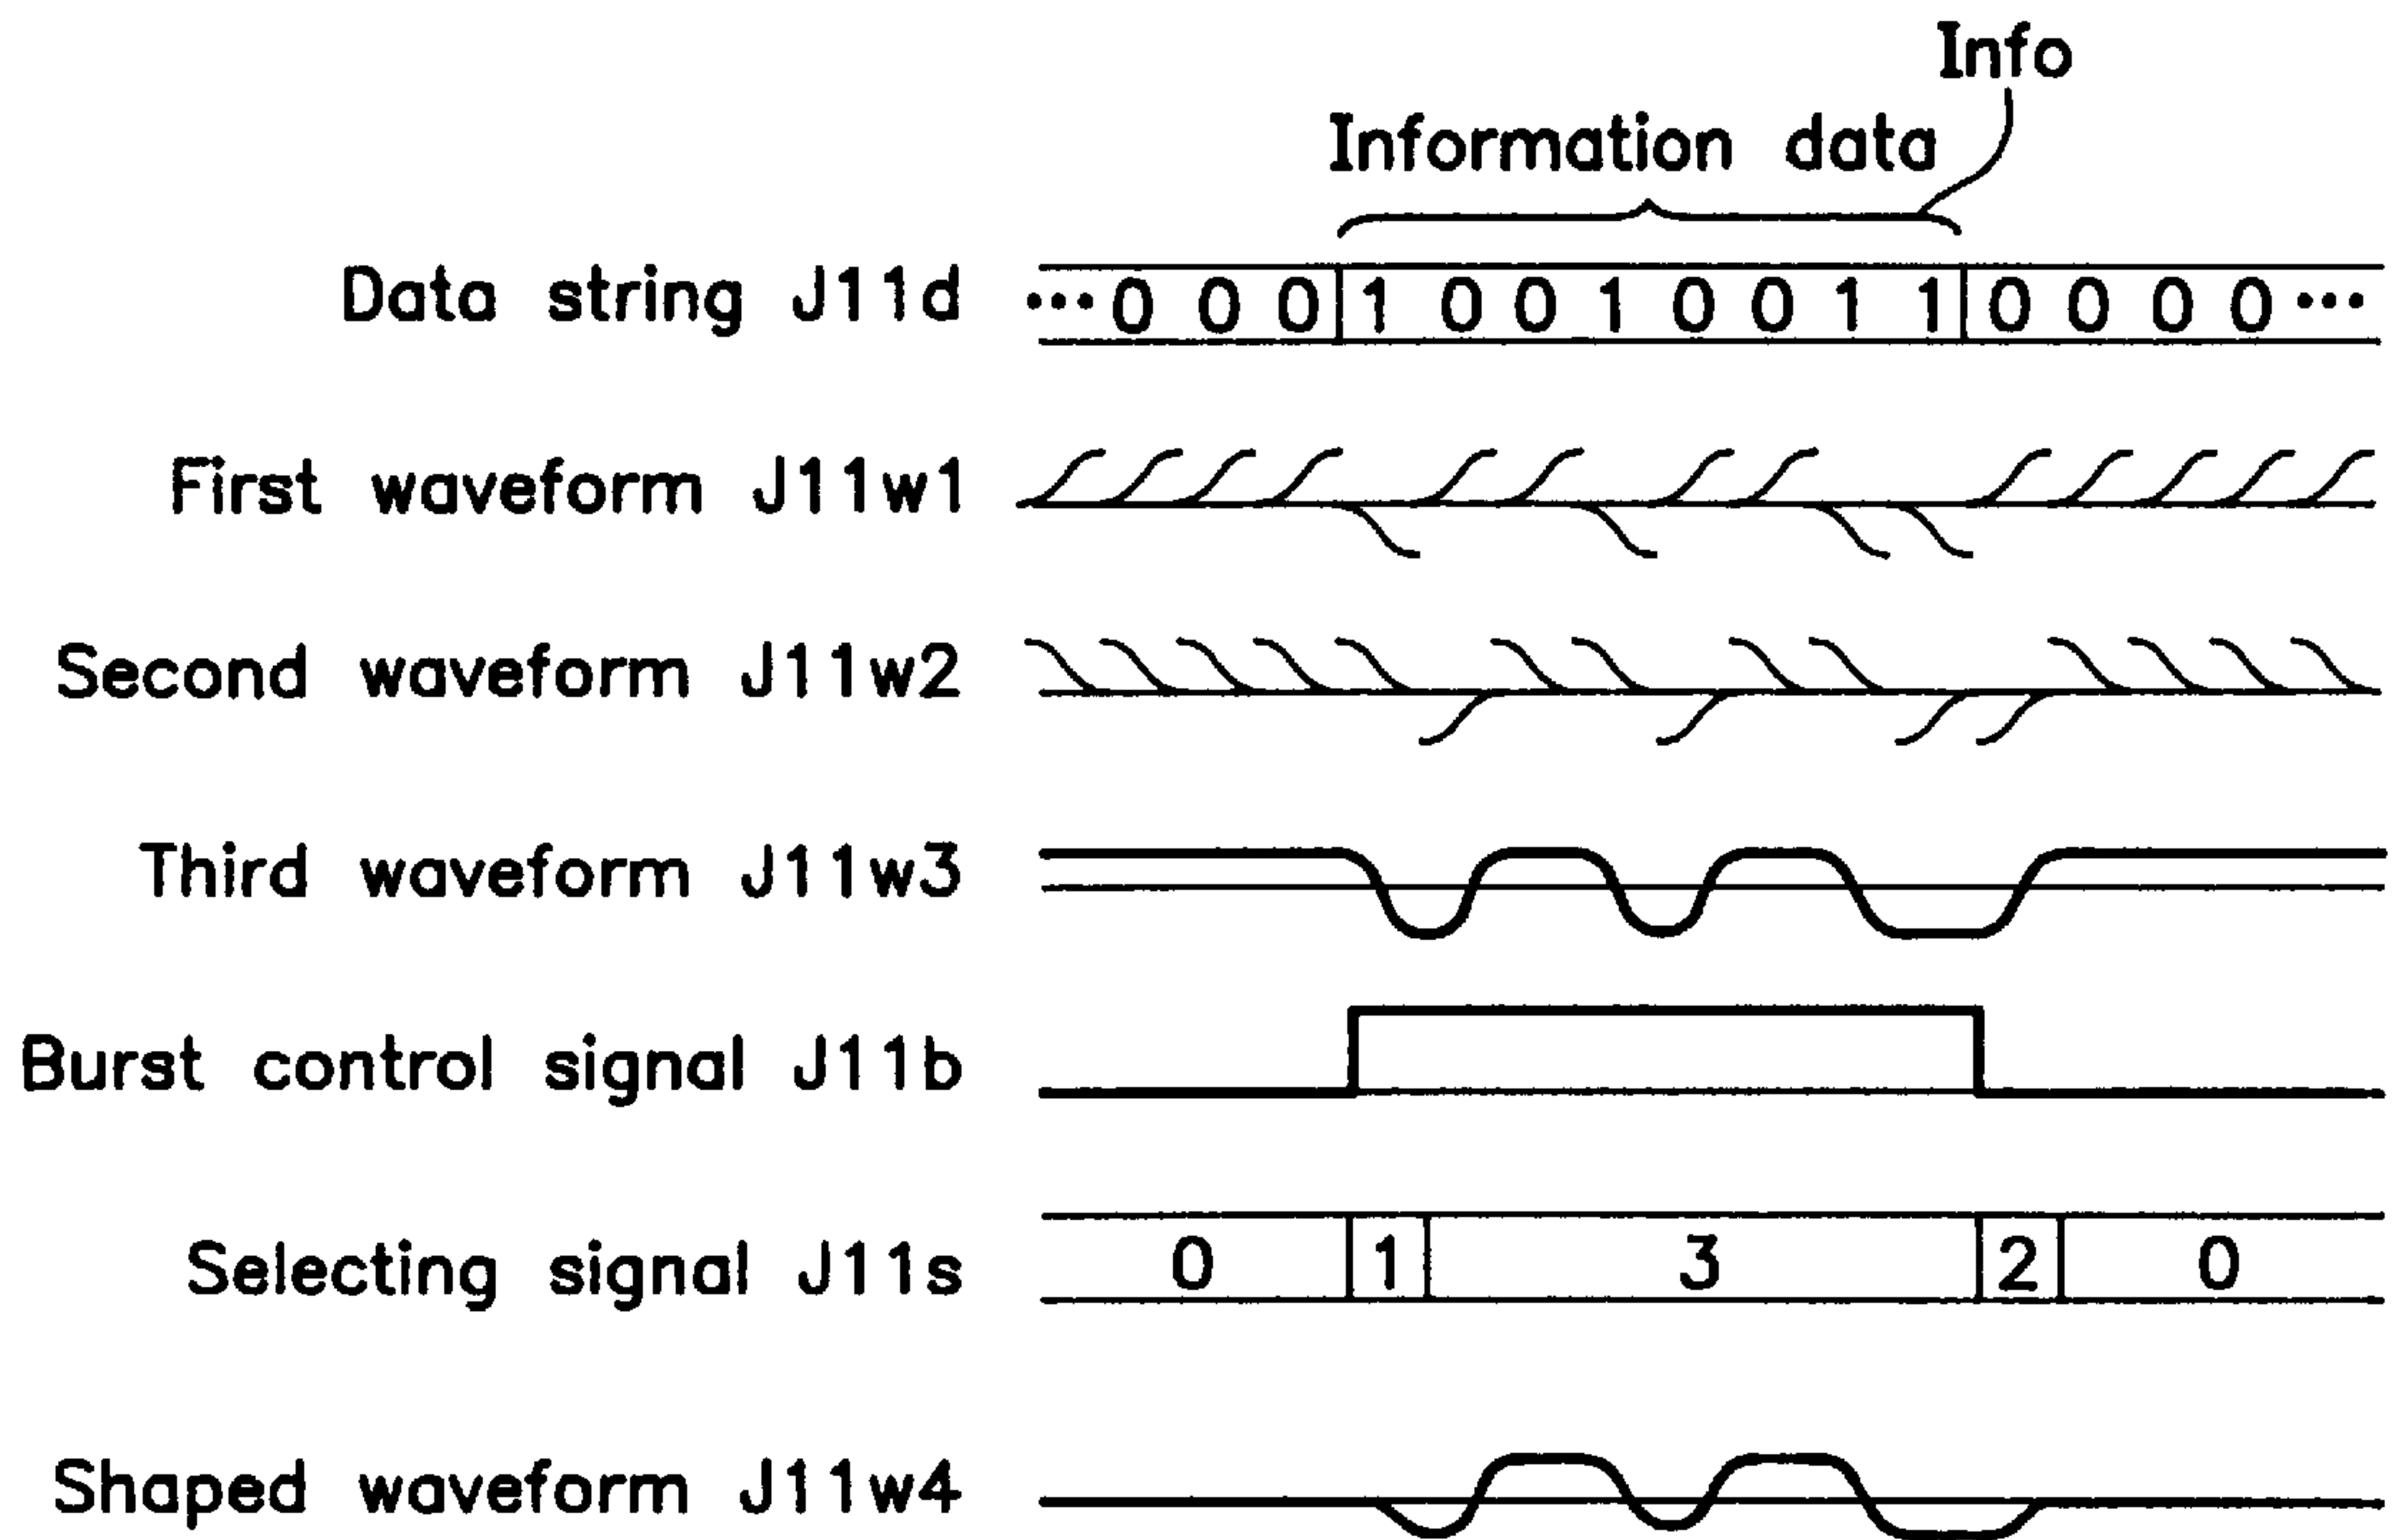 Info
Information data
Data string J11d ...0 0 0 1 0 0 1 0 0 1 1 0 0 0 0...
First waveform J11w1
Second waveform J11w2
Third waveform J11w3
Burst control signal J11b
Selecting signal J11s 0 1 3 2 0
Shaped waveform J11w4